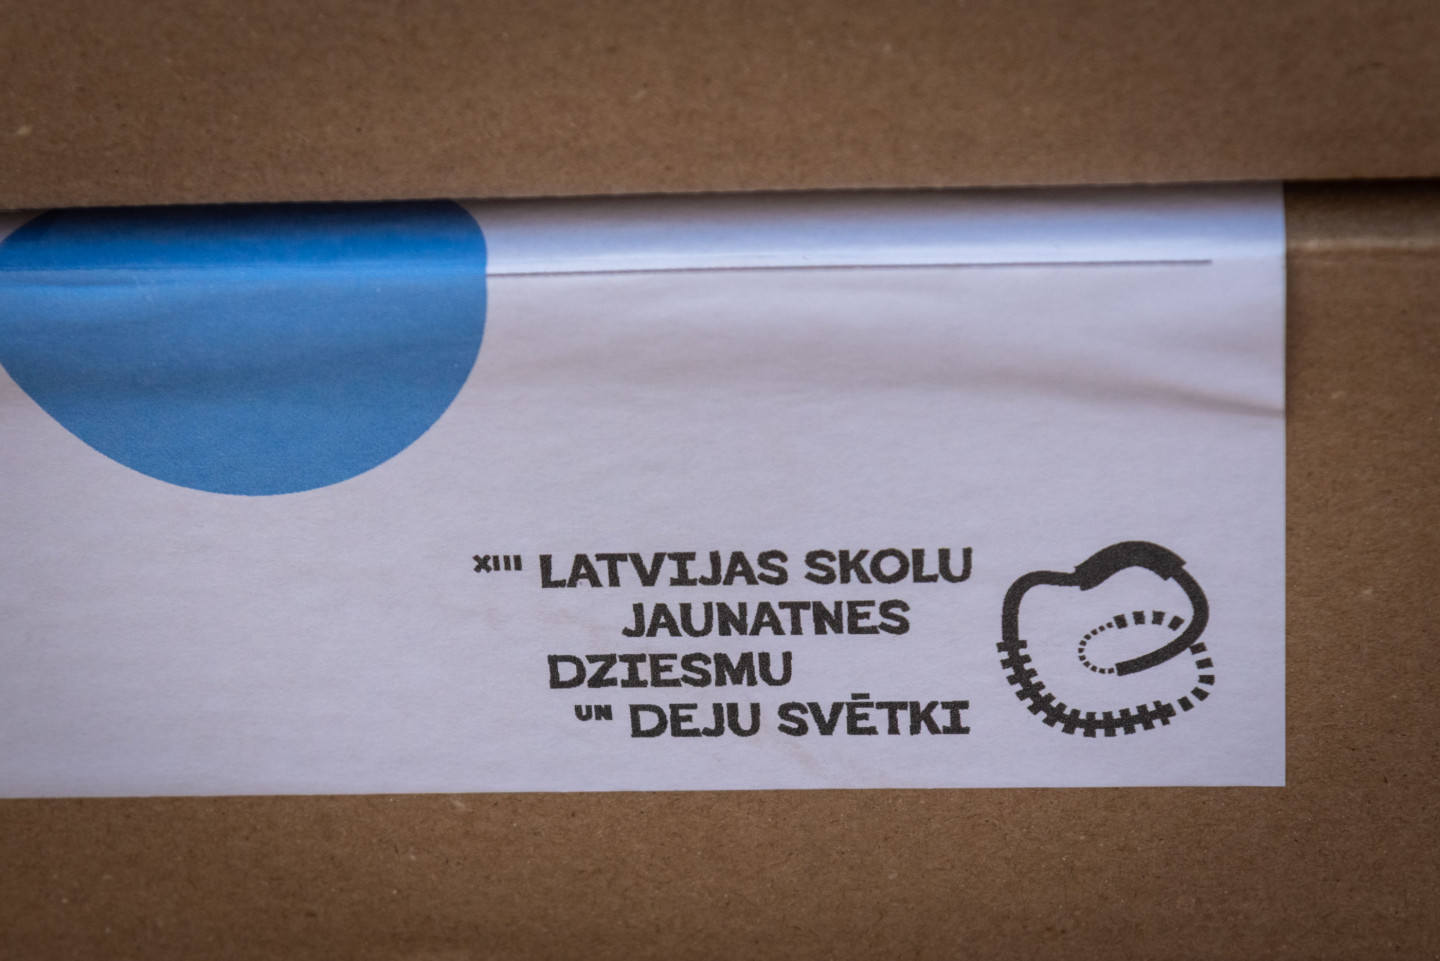 XIII LATVIJAS SKOLU
JAUNATNES
DZIESMU
UN DEJU SVĒTKI